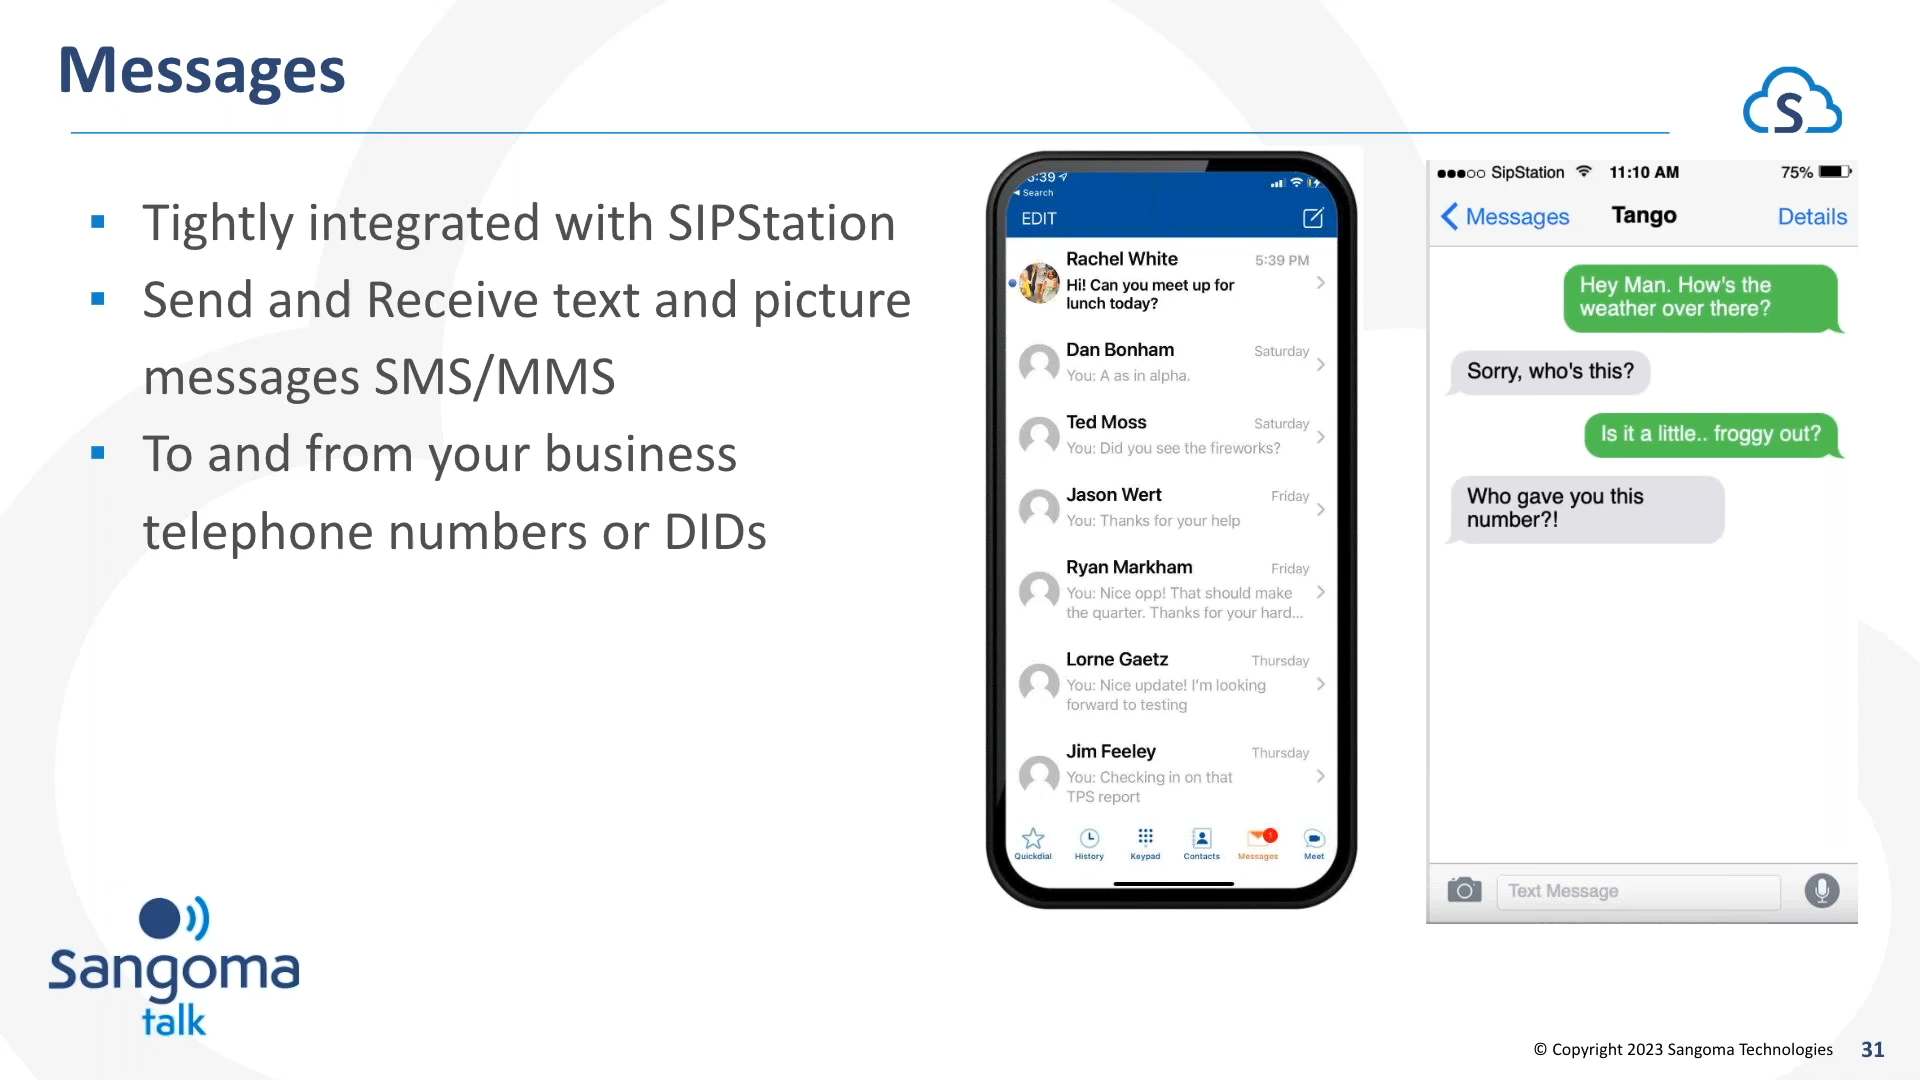 Messages
S
Tightly integrated with SIPStation
Send and Receive text and picture
messages SMS/MMS
To and from your business
telephone numbers or DIDs
5:39
Search
EDIT
Rachel White 5:39 PM
Hi! Can you meet up for
lunch today?
Dan Bonham Saturday
You: A as in alpha.
Ted Moss Saturday
You: Did you see the fireworks?
Jason Wert Friday
You: Thanks for your help
Ryan Markham Friday
You: Nice opp! That should make
the quarter. Thanks for your hard...
Lorne Gaetz Thursday
You: Nice update! I'm looking
forward to testing
Jim Feeley Thursday
You: Checking in on that
TPS report
1
Quickdial History Keypad Contacts Messages Meet
SipStation 11:10 AM 75%
Messages Tango Details
Hey Man. How's the
weather over there?
Sorry, who's this?
Is it a little.. froggy out?
Who gave you this
number?!
Text Message
Sangoma
talk
© Copyright 2023 Sangoma Technologies 31